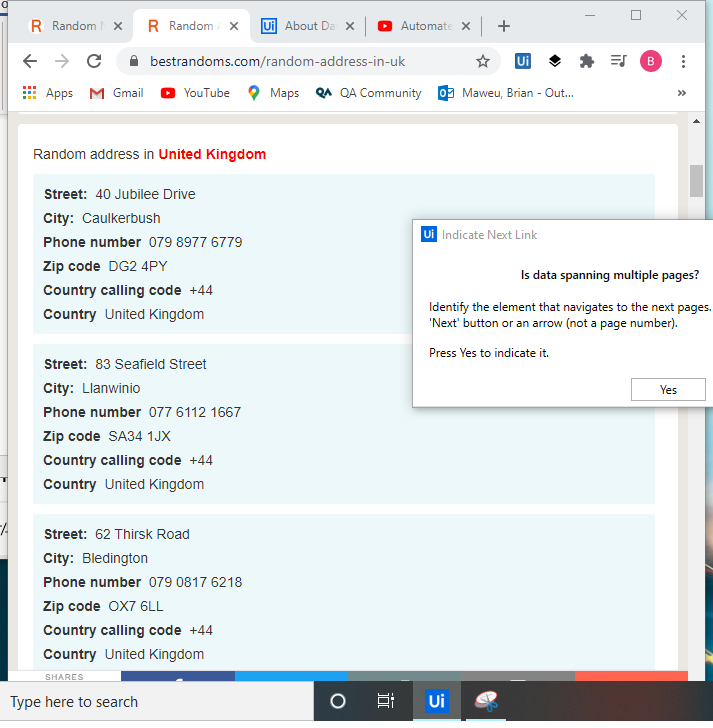 Random
Random A
Ui About Da
Automate
bestrandoms.com/random-address-in-uk
Ui
B
Apps
Gmail
YouTube
Maps
QA Community
Maweu, Brian - Out...
»
Random address in United Kingdom
Street: 40 Jubilee Drive
City: Caulkerbush
Phone number 079 8977 6779
Zip code DG2 4PY
Country calling code +44
Country United Kingdom
Street: 83 Seafield Street
City: Llanwinio
Phone number 077 6112 1667
Zip code SA34 1JX
Country calling code +44
Country United Kingdom
Street: 62 Thirsk Road
City: Bledington
Phone number 079 0817 6218
Zip code OX7 6LL
Country calling code +44
Country United Kingdom
SHARES
Ui Indicate Next Link
Is data spanning multiple pages?
Identify the element that navigates to the next pages.
'Next' button or an arrow (not a page number).
Press Yes to indicate it.
Yes
Type here to search
Ui